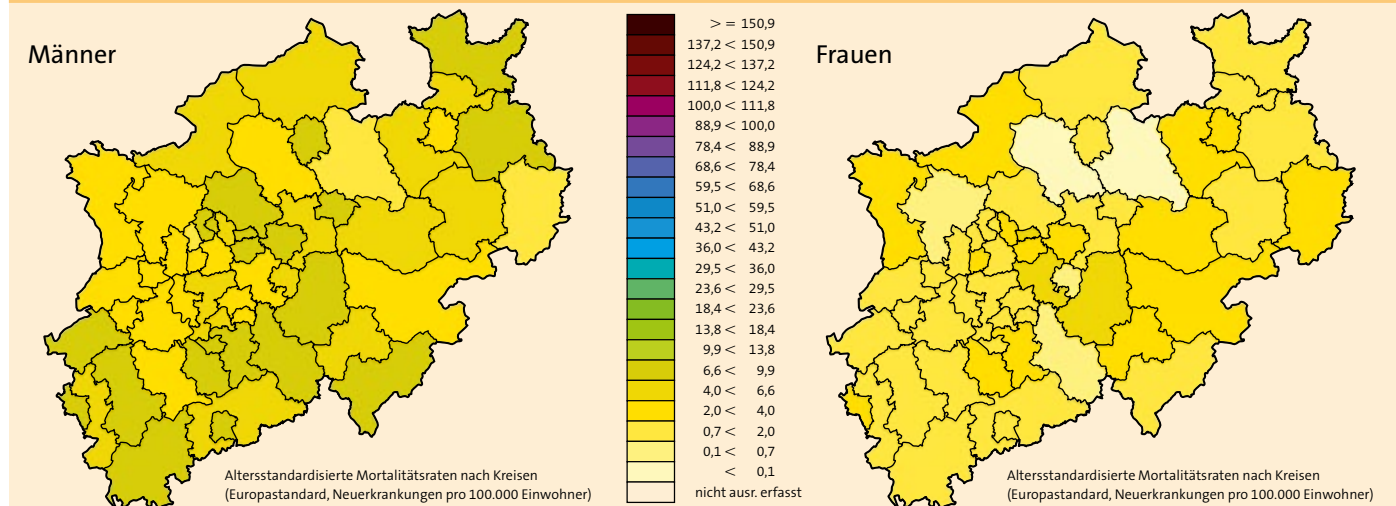 Männer
Frauen
> = 150,9
137,2 < 150,9
124,2 < 137,2
111,8 < 124,2
100,0 < 111,8
88,9 < 100,0
78,4 < 88,9
68,6 < 78,4
59,5 < 68,6
51,0 < 59,5
43,2 < 51,0
36,0 < 43,2
29,5 < 36,0
23,6 < 29,5
18,4 < 23,6
13,8 < 18,4
9,9 < 13,8
6,6 < 9,9
4,0 < 6,6
2,0 < 4,0
0,7 < 2,0
0,1 < 0,7
< 0,1
nicht ausr. erfasst
Altersstandardisierte Mortalitätsraten nach Kreisen
(Europastandard, Neuerkrankungen pro 100.000 Einwohner)
Altersstandardisierte Mortalitätsraten nach Kreisen
(Europastandard, Neuerkrankungen pro 100.000 Einwohner)